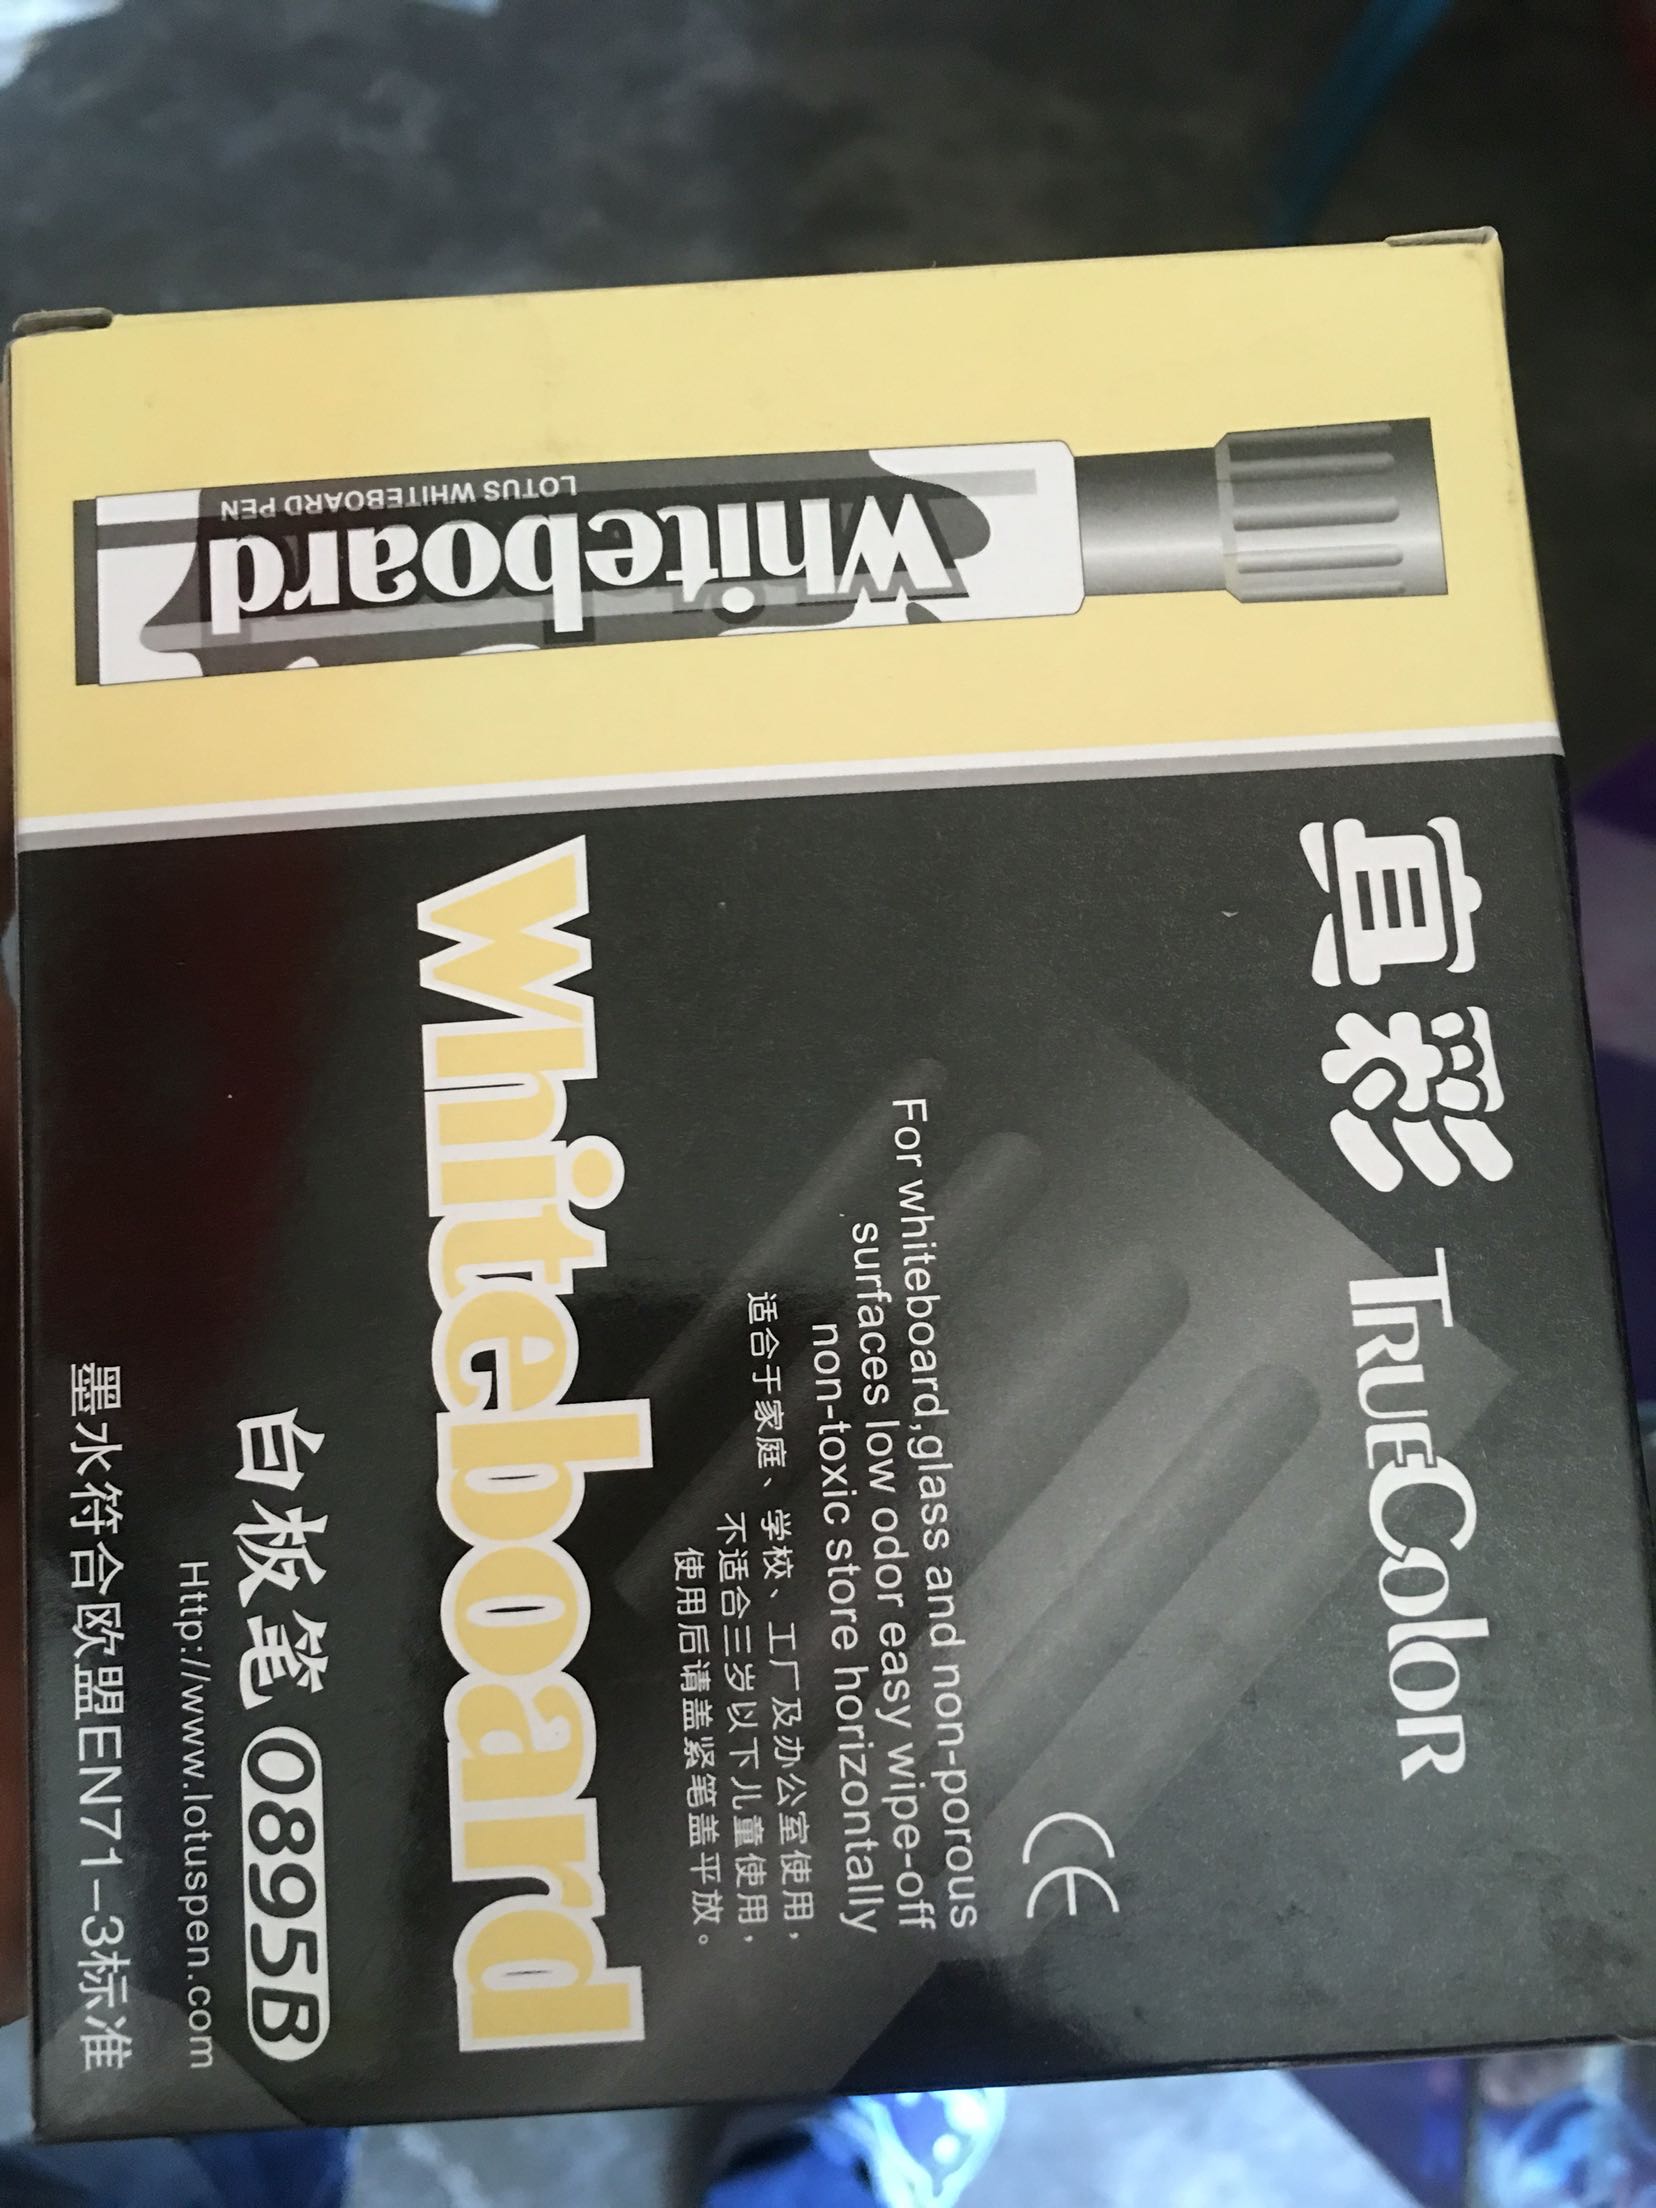 真彩 TRUECOLOR
For whiteboard,glass and non-porous
surfaces low odor easy wipe-off
non-toxic store horizontally
适合于家庭、学校、工厂及办公室使用，
不适合三岁以下儿童使用，
使用后请盖紧笔盖平放。
Whiteboard
白板笔 0895B
Http://www.lotuspen.com
墨水符合欧盟EN71-3标准
Whiteboard
LOTUS WHITEBOARD PEN